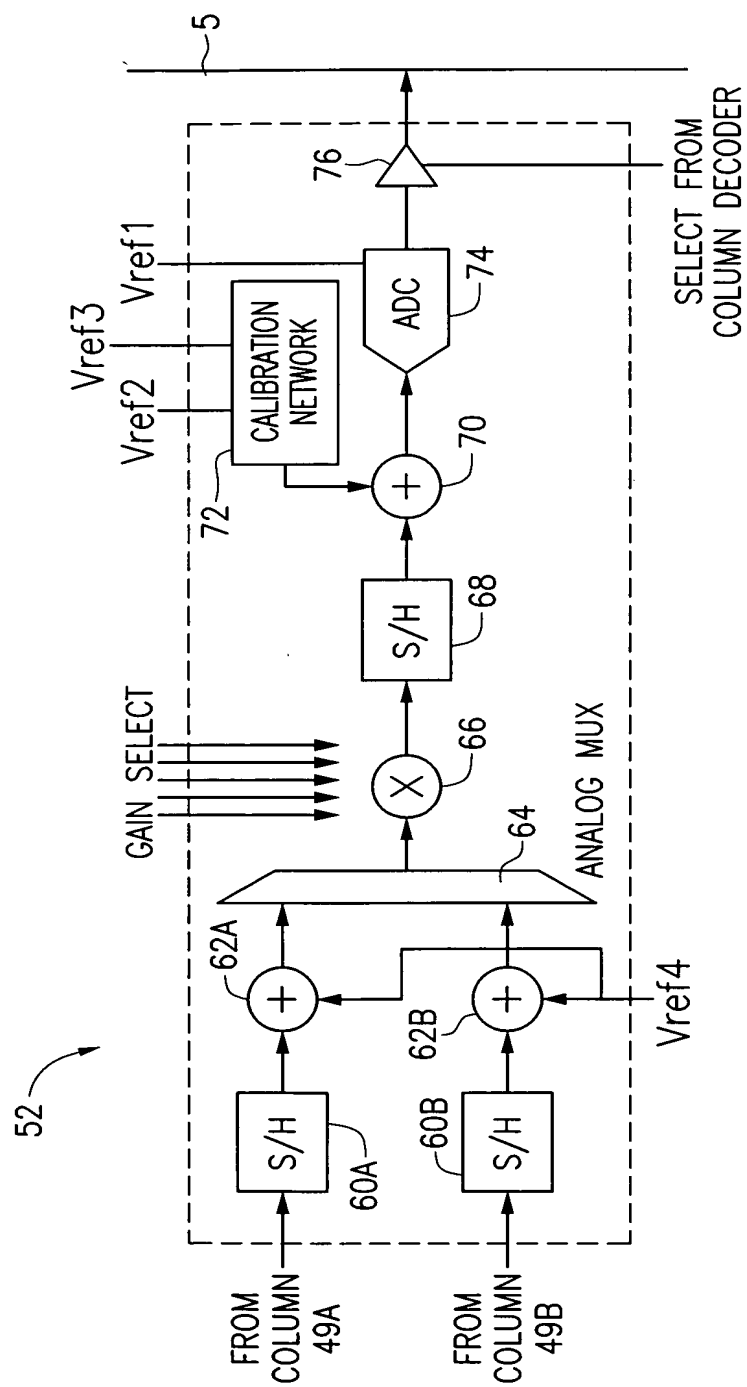 52
FROM
COLUMN
49A
FROM
COLUMN
49B
S/H
60A
S/H
60B
+
62A
+
62B
Vref4
64
ANALOG MUX
GAIN SELECT
X
66
S/H
68
+
70
72
CALIBRATION
NETWORK
Vref2
Vref3
Vref1
ADC
74
76
SELECT FROM
COLUMN DECODER
5